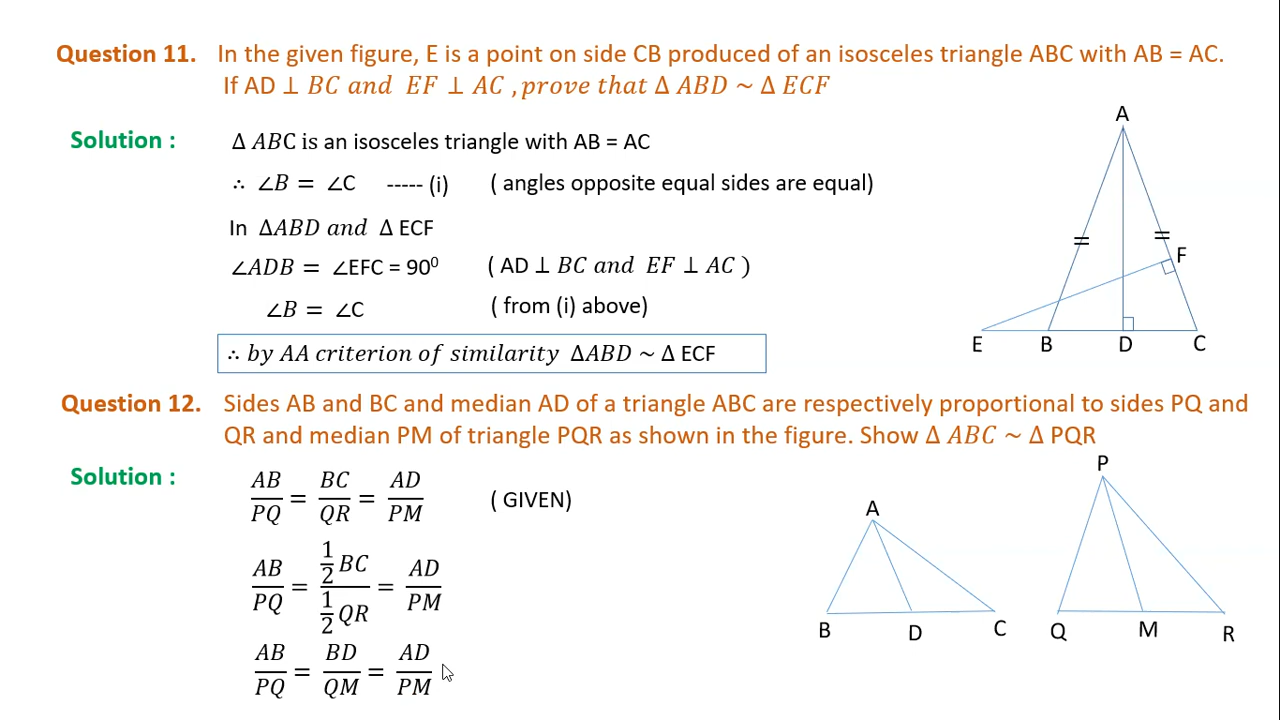 Question 11. In the given figure, E is a point on side CB produced of an isosceles triangle ABC with AB = AC.
If AD ⊥ BC and EF ⊥ AC , prove that Δ ABD ~ Δ ECF
Solution : Δ ABC is an isosceles triangle with AB = AC
∴ ∠B = ∠C ----- (i) ( angles opposite equal sides are equal)
In ΔABD and Δ ECF
∠ADB = ∠EFC = 90⁰ ( AD ⊥ BC and EF ⊥ AC )
∠B = ∠C ( from (i) above)
∴ by AA criterion of similarity ΔABD ~ Δ ECF
A
F
E B D C
Question 12. Sides AB and BC and median AD of a triangle ABC are respectively proportional to sides PQ and
QR and median PM of triangle PQR as shown in the figure. Show Δ ABC ~ Δ PQR
Solution : AB/PQ = BC/QR = AD/PM ( GIVEN)
AB/PQ = ½ BC / ½ QR = AD/PM
AB/PQ = BD/QM = AD/PM
A
B D C
P
Q M R